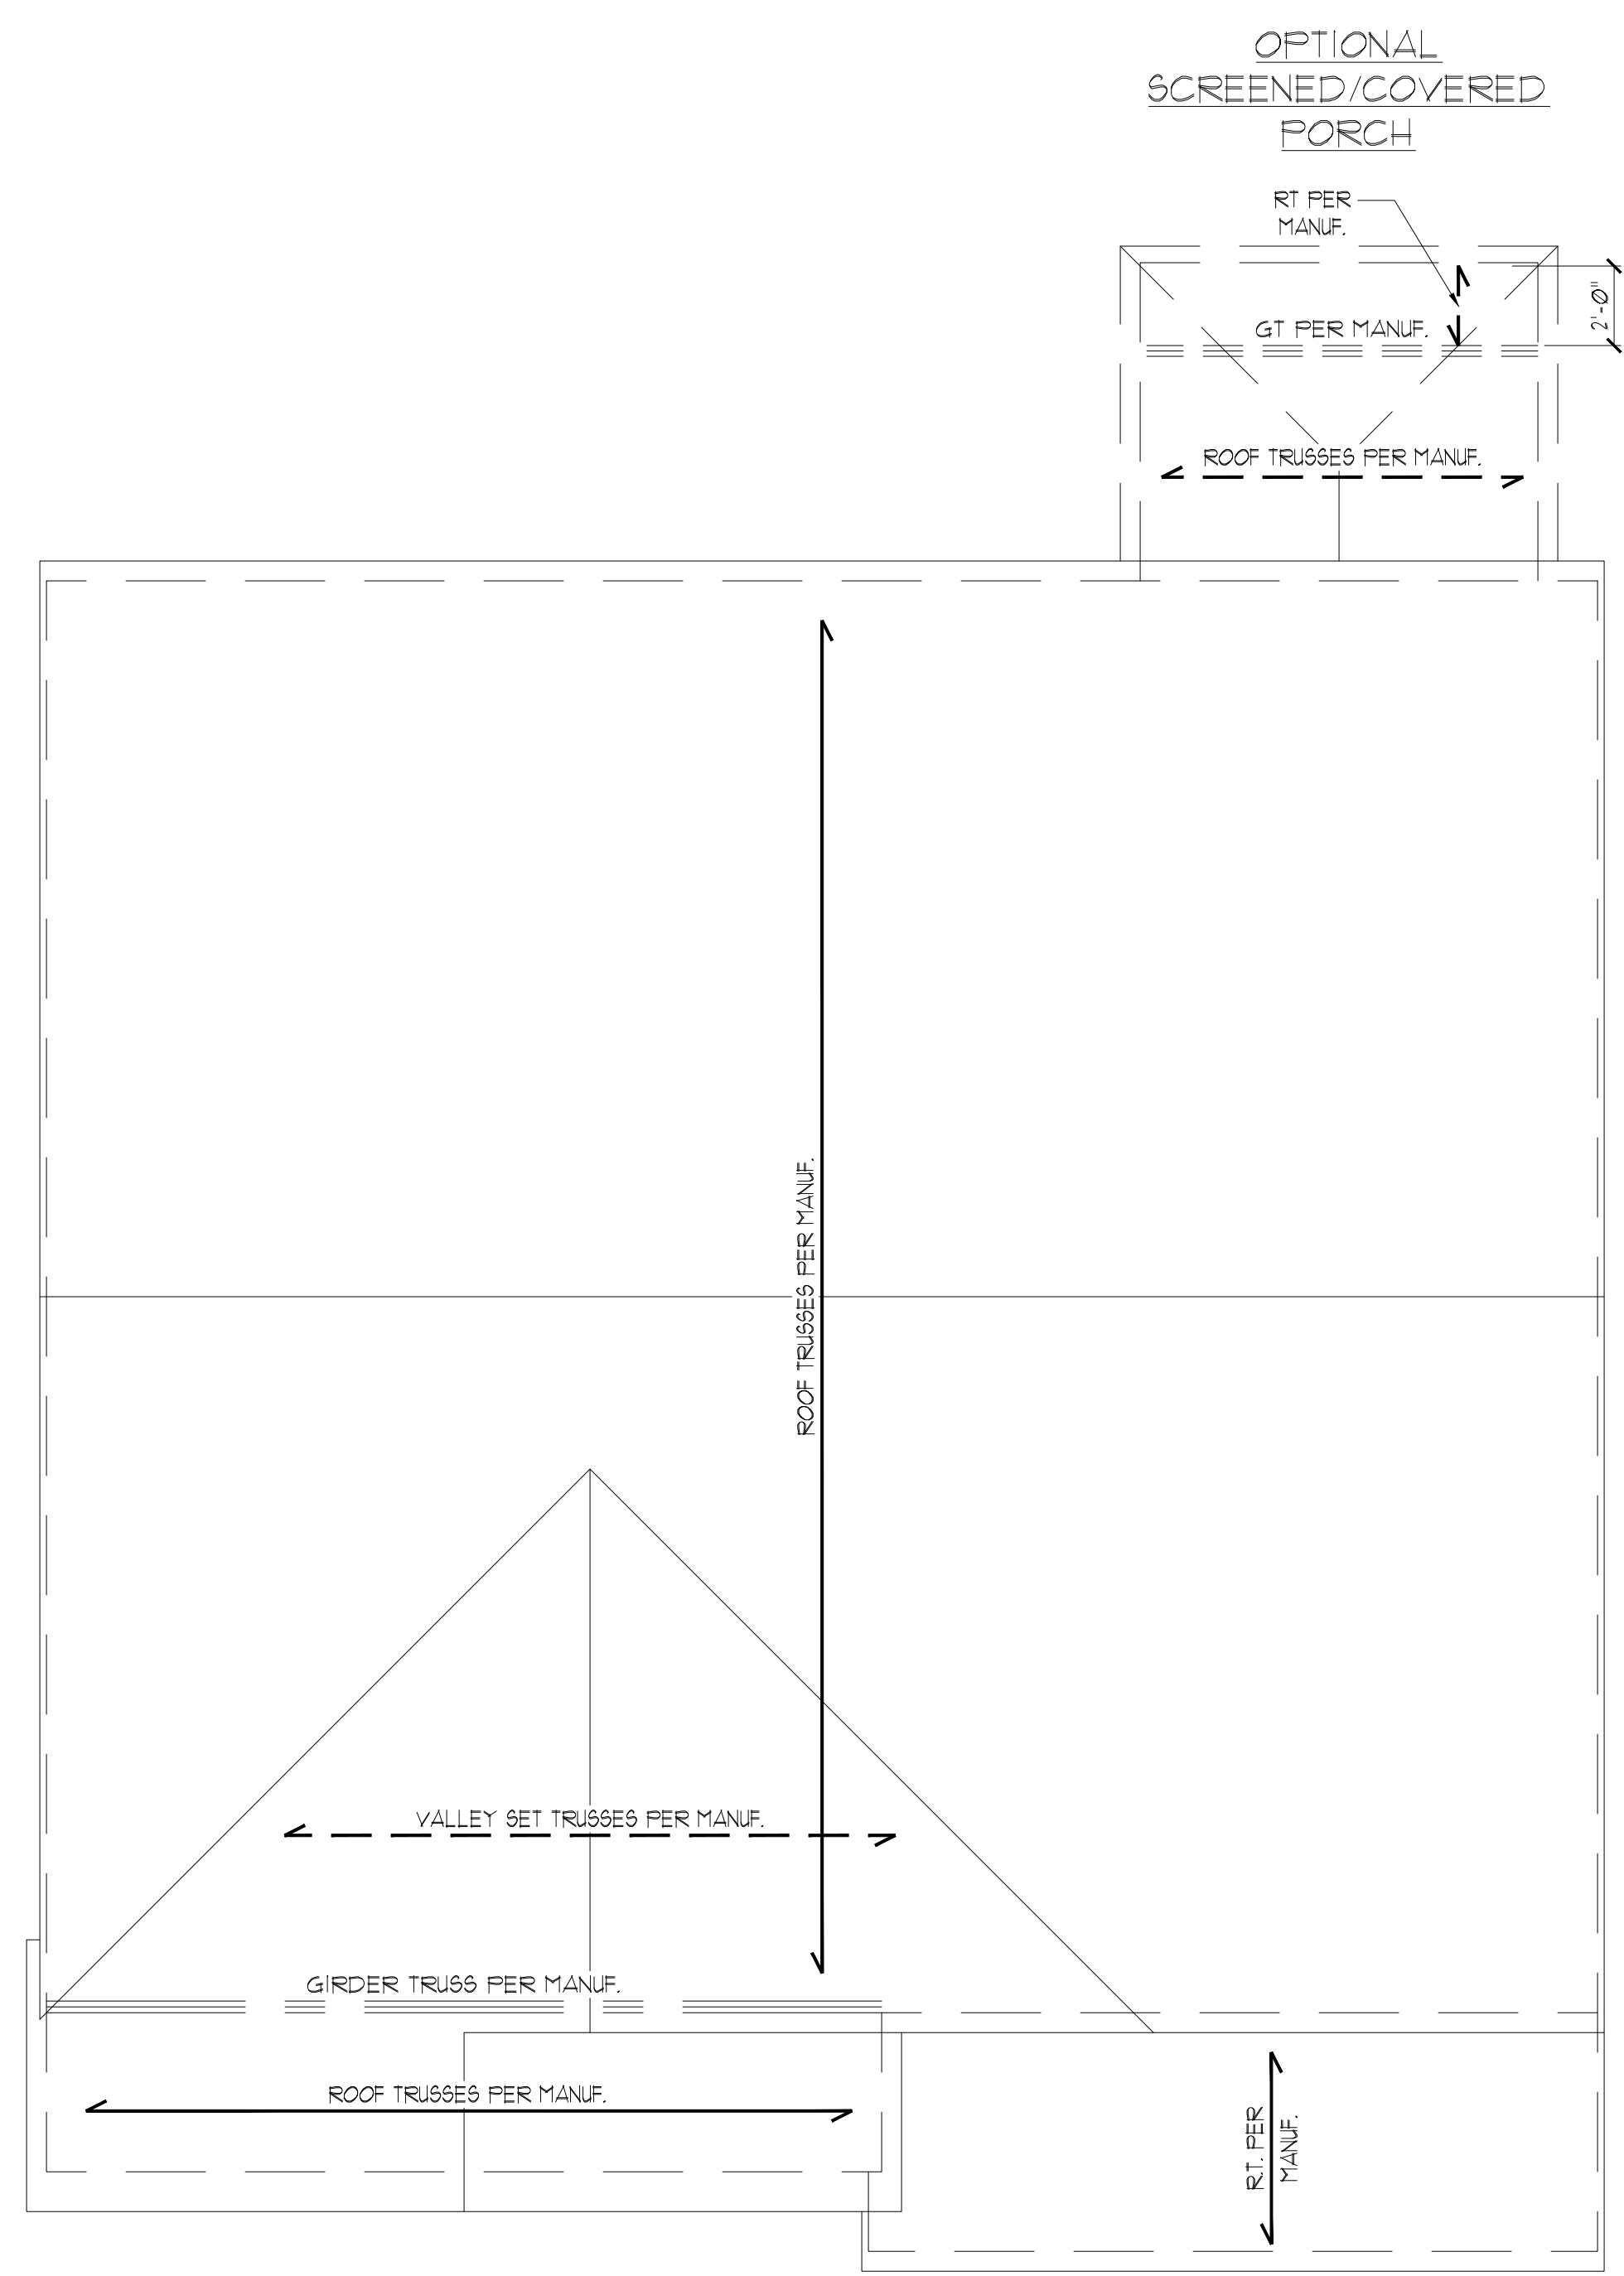 OPTIONAL
SCREENED/COVERED
PORCH
RT PER
MANUF.
2'-0"
GT PER MANUF.
ROOF TRUSSES PER MANUF.
ROOF TRUSSES PER MANUF.
VALLEY SET TRUSSES PER MANUF.
GIRDER TRUSS PER MANUF.
ROOF TRUSSES PER MANUF.
R.T. PER
MANUF.